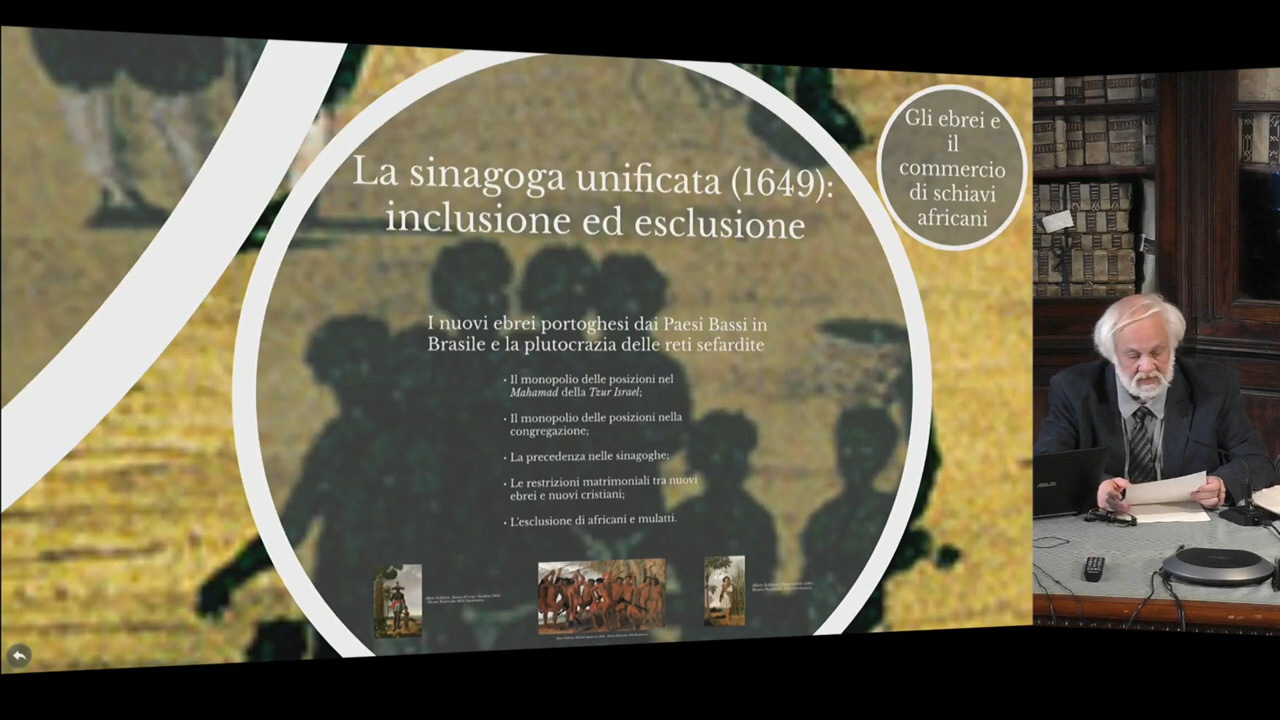 La sinagoga unificata (1649):
inclusione ed esclusione
Gli ebrei e
il
commercio
di schiavi
africani
I nuovi ebrei portoghesi dai Paesi Bassi in
Brasile e la plutocrazia delle reti sefardite
· Il monopolio delle posizioni nel
Mahamad della Tzur Israel;
· Il monopolio delle posizioni nella
congregazione;
· La precedenza nelle sinagoghe;
· Le restrizioni matrimoniali tra nuovi
ebrei e nuovi cristiani;
· L'esclusione di africani e mulatti.